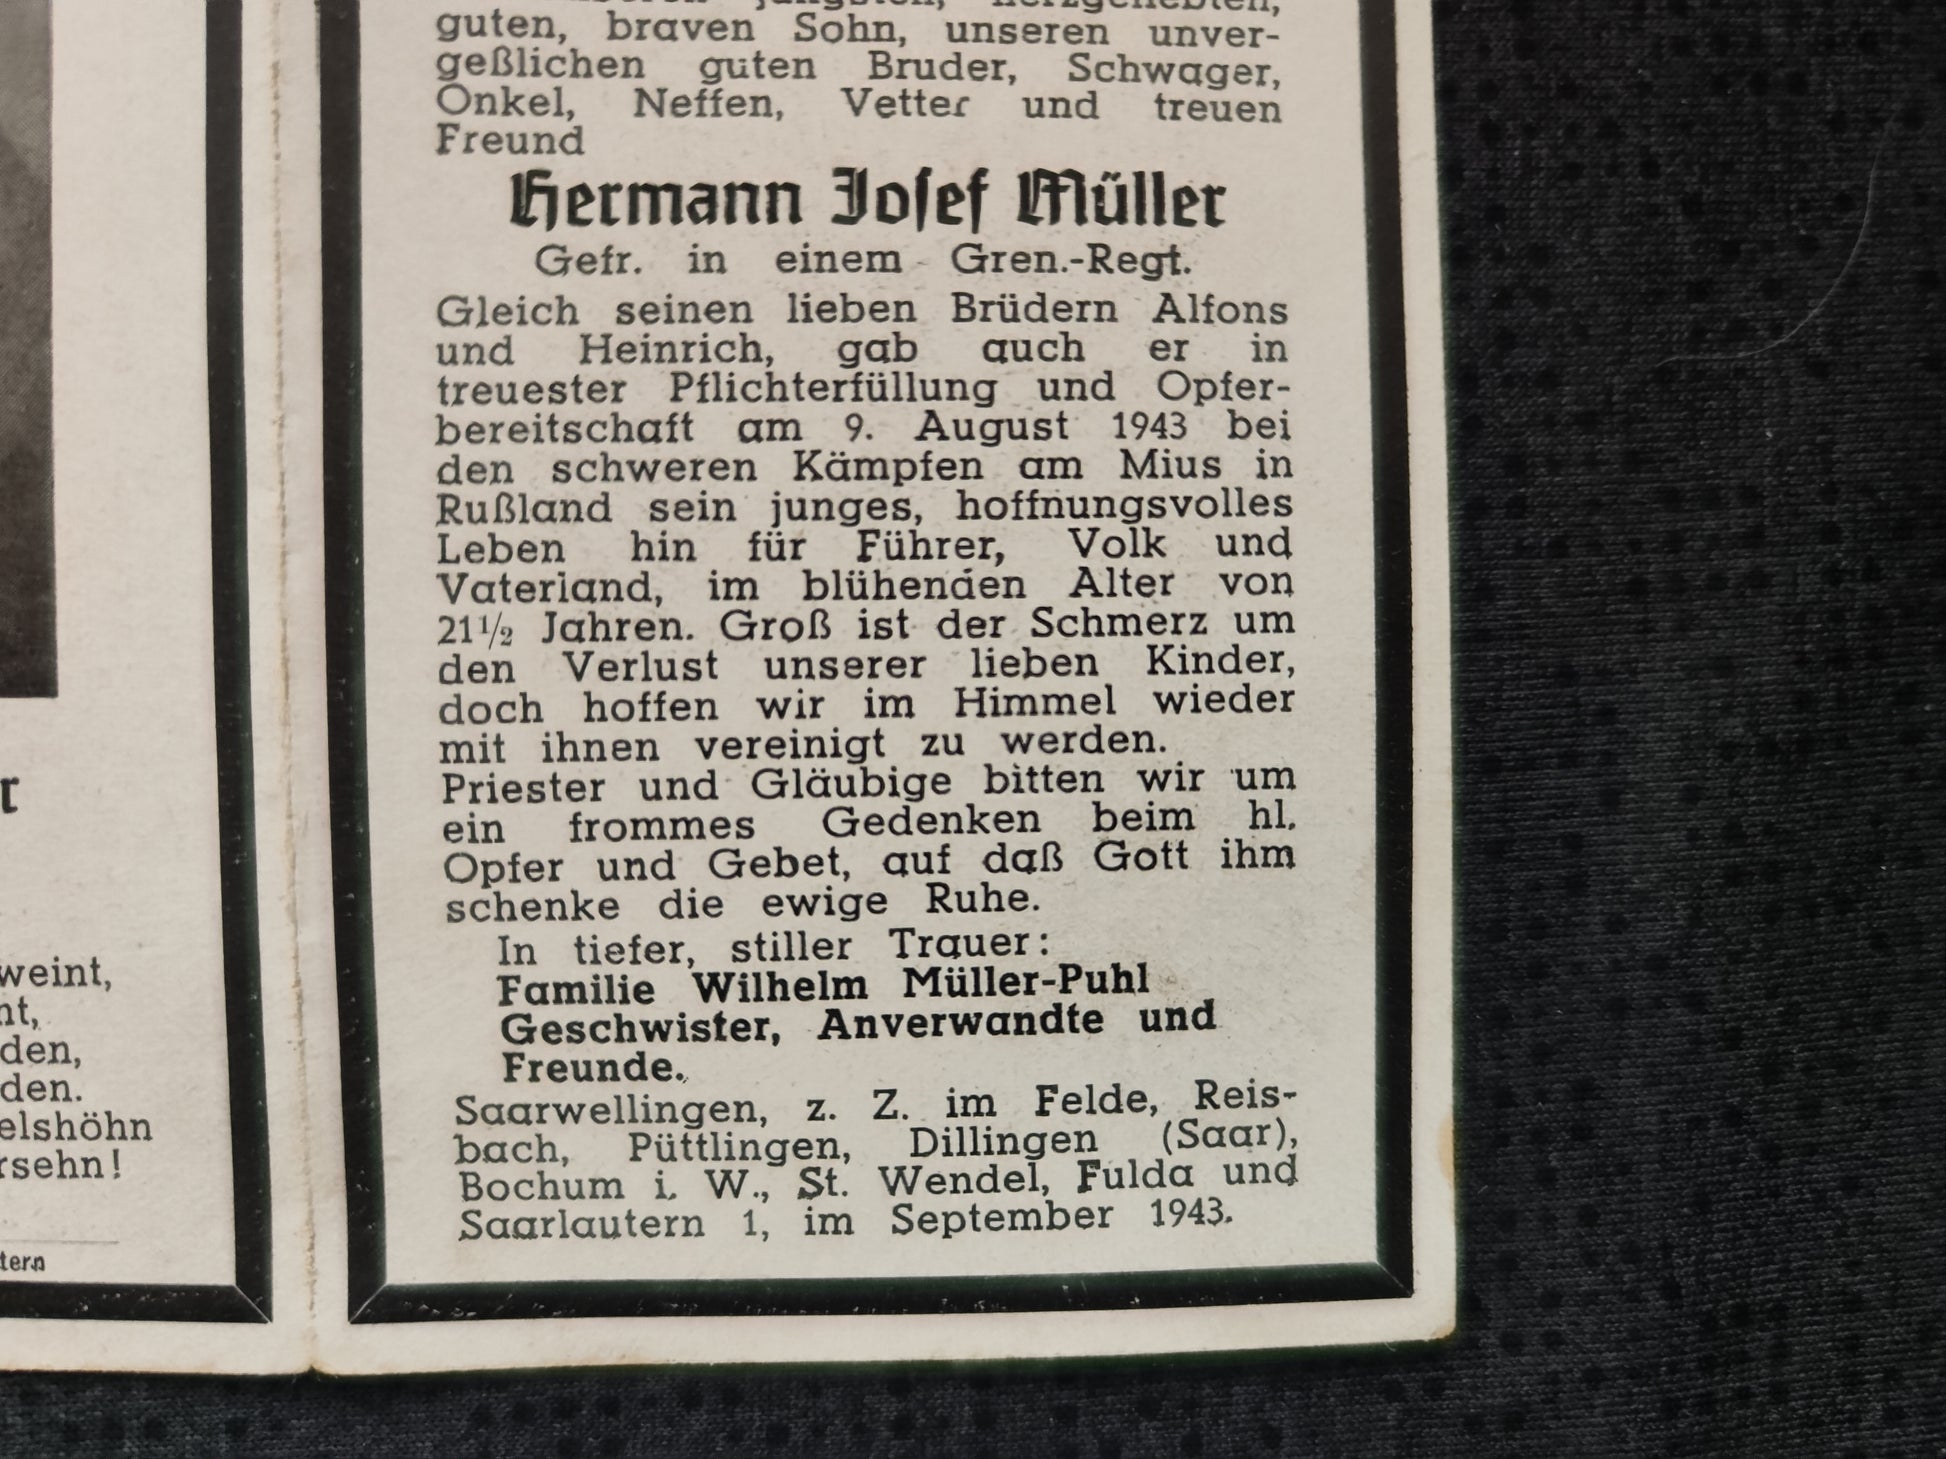 jüngsten, herzgeliebten,
guten, braven Sohn, unseren unver-
geßlichen guten Bruder, Schwager,
Onkel, Neffen, Vetter und treuen
Freund
Hermann Josef Müller
Gefr. in einem Gren.-Regt.
Gleich seinen lieben Brüdern Alfons
und Heinrich, gab auch er in
treuester Pflichterfüllung und Opfer-
bereitschaft am 9. August 1943 bei
den schweren Kämpfen am Mius in
Rußland sein junges, hoffnungsvolles
Leben hin für Führer, Volk und
Vaterland, im blühenden Alter von
21½ Jahren. Groß ist der Schmerz um
den Verlust unserer lieben Kinder,
doch hoffen wir im Himmel wieder
mit ihnen vereinigt zu werden.
Priester und Gläubige bitten wir um
ein frommes Gedenken beim hl.
Opfer und Gebet, auf daß Gott ihm
schenke die ewige Ruhe.
In tiefer, stiller Trauer:
Familie Wilhelm Müller-Puhl
Geschwister, Anverwandte und
Freunde.
Saarwellingen, z. Z. im Felde, Reis-
bach, Püttlingen, Dillingen (Saar),
Bochum i. W., St. Wendel, Fulda und
Saarlautern 1, im September 1943.
r
weint,
nt,
den,
den.
elshöhn
rsehn!
tern